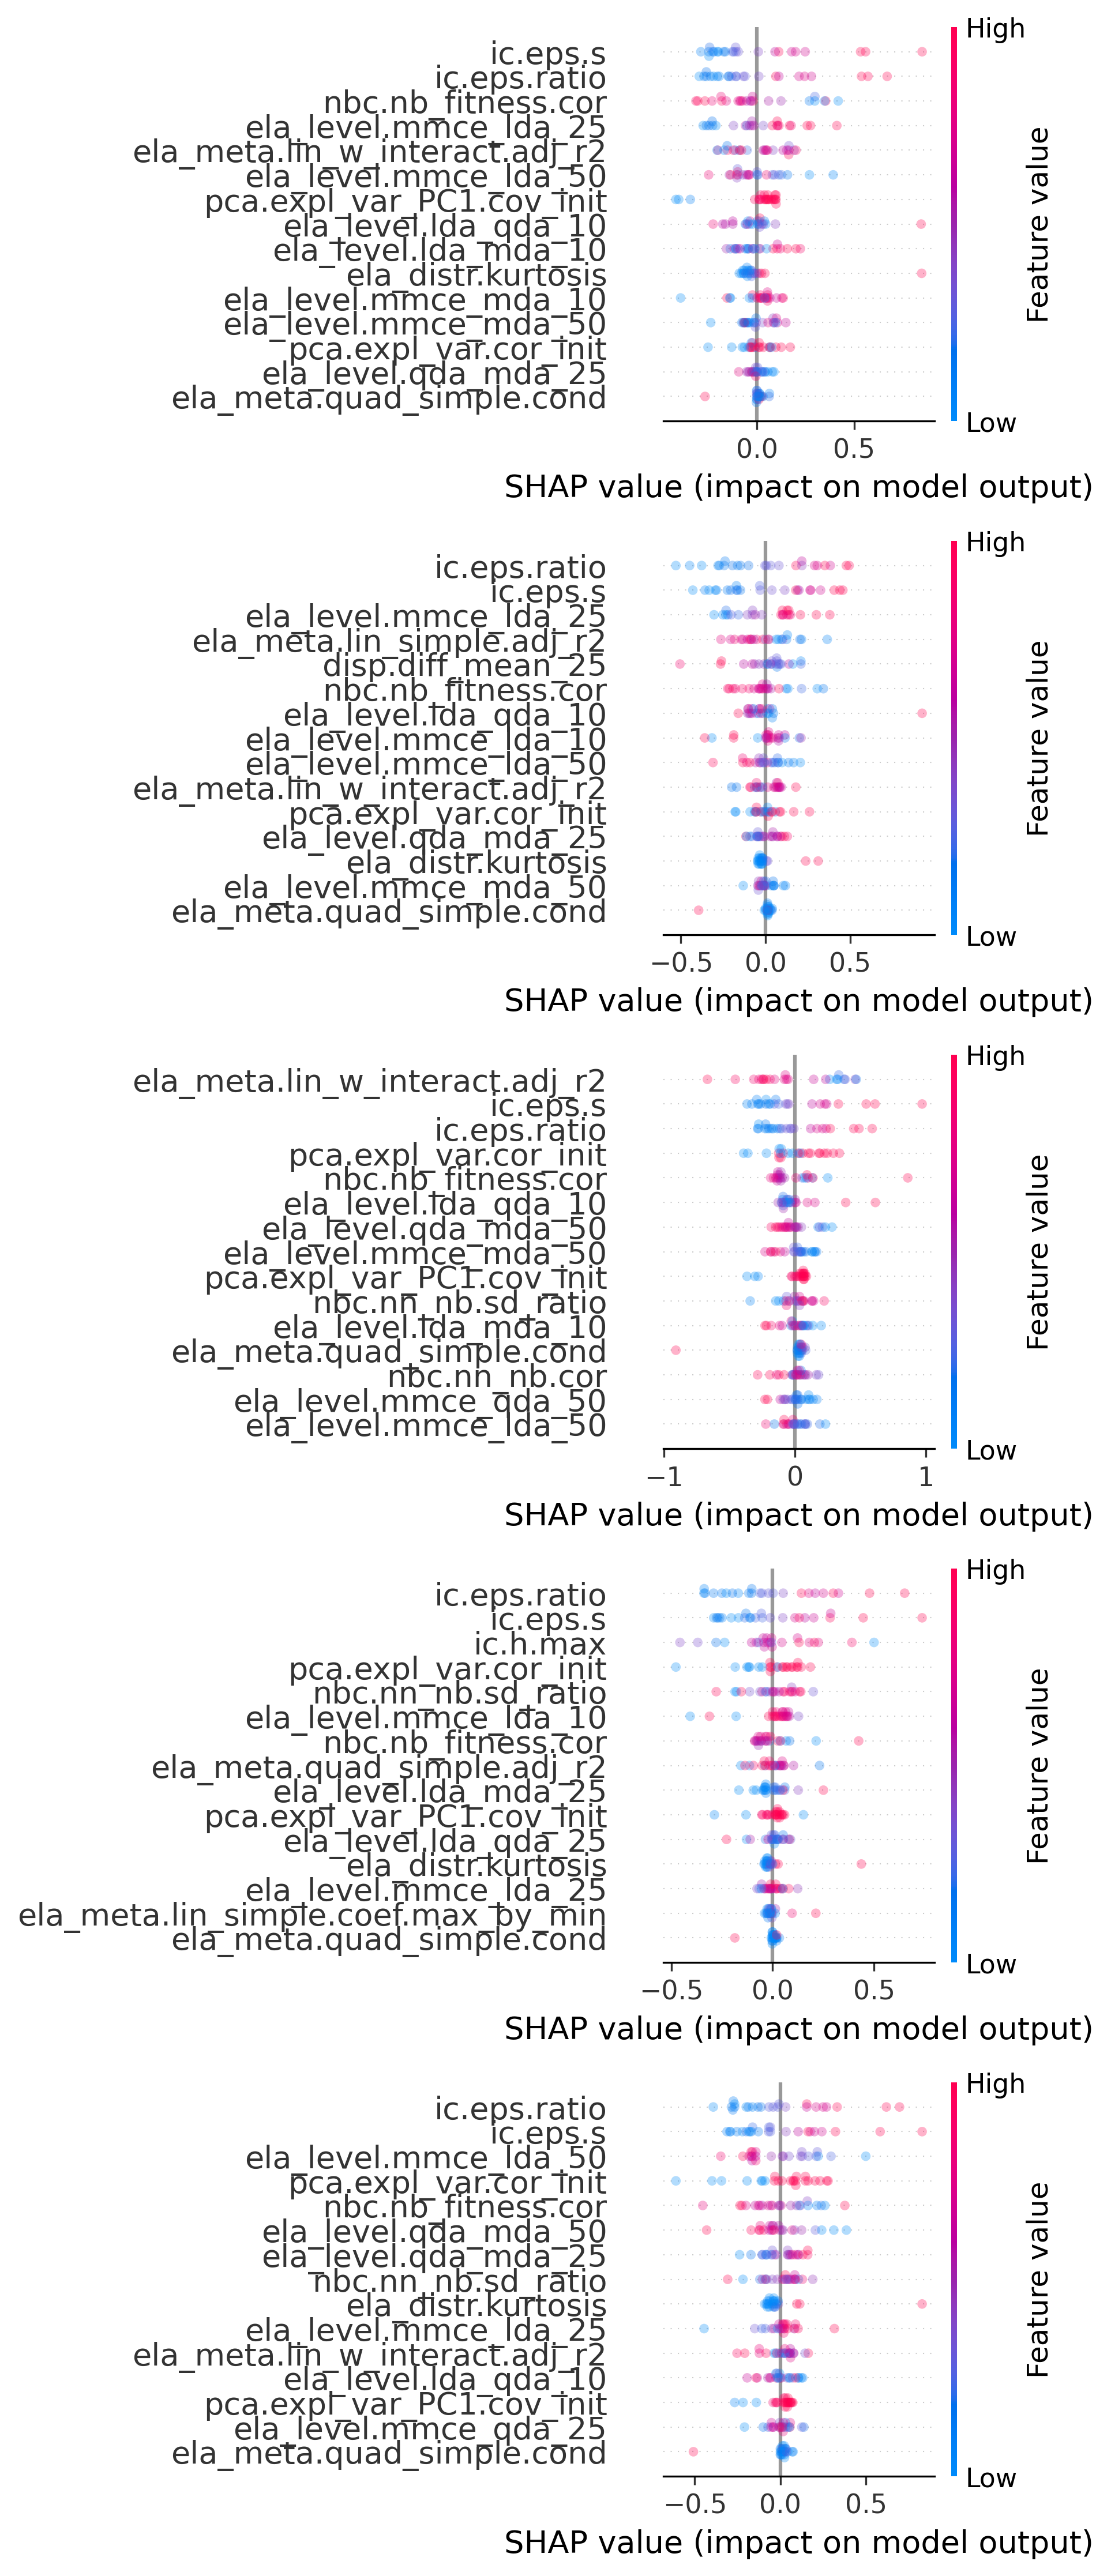 High
ic.eps.s
ic.eps.ratio
nbc.nb_fitness.cor
ela_level.mmce_lda_25
ela_meta.lin_w_interact.adj_r2
ela_level.mmce_lda_50
pca.expl_var_PC1.cov_init
ela_level.lda_qda_10
ela_level.lda_mda_10
ela_distr.kurtosis
ela_level.mmce_mda_10
ela_level.mmce_mda_50
pca.expl_var.cor_init
ela_level.qda_mda_25
ela_meta.quad_simple.cond
Feature value
Low
0.0 0.5
SHAP value (impact on model output)
High
ic.eps.ratio
ic.eps.s
ela_level.mmce_lda_25
ela_meta.lin_simple.adj_r2
disp.diff_mean_25
nbc.nb_fitness.cor
ela_level.lda_qda_10
ela_level.mmce_lda_10
ela_level.mmce_lda_50
ela_meta.lin_w_interact.adj_r2
pca.expl_var.cor_init
ela_level.qda_mda_25
ela_distr.kurtosis
ela_level.mmce_mda_50
ela_meta.quad_simple.cond
Feature value
Low
−0.5 0.0 0.5
SHAP value (impact on model output)
High
ela_meta.lin_w_interact.adj_r2
ic.eps.s
ic.eps.ratio
pca.expl_var.cor_init
nbc.nb_fitness.cor
ela_level.lda_qda_10
ela_level.qda_mda_50
ela_level.mmce_mda_50
pca.expl_var_PC1.cov_init
nbc.nn_nb.sd_ratio
ela_level.lda_mda_10
ela_meta.quad_simple.cond
nbc.nn_nb.cor
ela_level.mmce_qda_50
ela_level.mmce_lda_50
Feature value
Low
−1 0 1
SHAP value (impact on model output)
High
ic.eps.ratio
ic.eps.s
ic.h.max
pca.expl_var.cor_init
nbc.nn_nb.sd_ratio
ela_level.mmce_lda_10
nbc.nb_fitness.cor
ela_meta.quad_simple.adj_r2
ela_level.lda_mda_25
pca.expl_var_PC1.cov_init
ela_level.lda_qda_25
ela_distr.kurtosis
ela_level.mmce_lda_25
ela_meta.lin_simple.coef.max_by_min
ela_meta.quad_simple.cond
Feature value
Low
−0.5 0.0 0.5
SHAP value (impact on model output)
High
ic.eps.ratio
ic.eps.s
ela_level.mmce_lda_50
pca.expl_var.cor_init
nbc.nb_fitness.cor
ela_level.qda_mda_50
ela_level.qda_mda_25
nbc.nn_nb.sd_ratio
ela_distr.kurtosis
ela_level.mmce_lda_25
ela_meta.lin_w_interact.adj_r2
ela_level.lda_qda_10
pca.expl_var_PC1.cov_init
ela_level.mmce_qda_25
ela_meta.quad_simple.cond
Feature value
Low
−0.5 0.0 0.5
SHAP value (impact on model output)